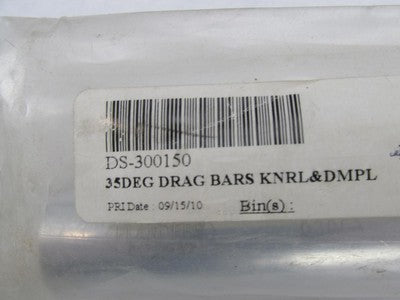 DS-300150
35DEG DRAG BARS KNRL&DMPL
PRI Date : 09/15/10 Bin(s) :